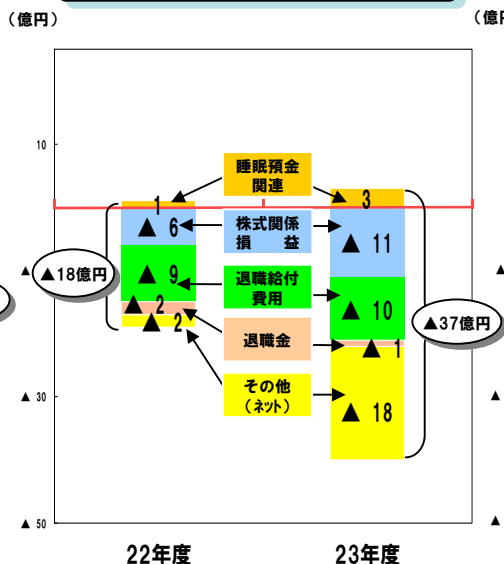 （億円）
（億円
10
睡眠預金
関連
1
3
株式関係
損　益
▲ 6
▲ 11
▲
▲
▲18億円
退職給付
費用
▲ 9
▲ 10
▲ 2
▲37億円
▲ 2
退職金
▲ 1
その他
（ネット）
▲ 18
▲ 30
▲
▲ 50
▲
22年度
23年度